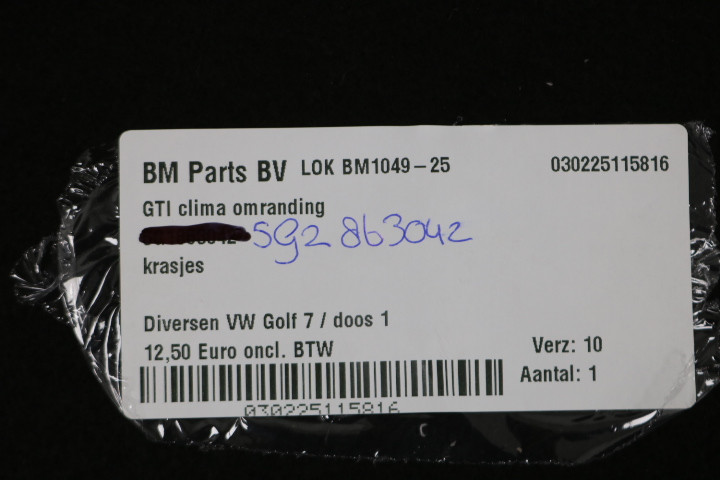 BM Parts BV LOK BM1049-25 030225115816
GTI clima omranding
5G2 863042
krasjes
Diversen VW Golf 7 / doos 1
12,50 Euro oncl. BTW Verz: 10
Aantal: 1
030225115816